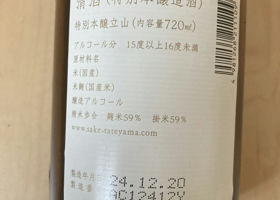 清酒(特別本醸造酒)
特別本醸立山(内容量720㎖)
アルコール分 15度以上16度未満
原材料名
米(国産)
米麹(国産米)
醸造アルコール
精米歩合 麹米59% 掛米59%
www.sake-tateyama.com
製造年月
24.12.20
製造番
AC12412Y